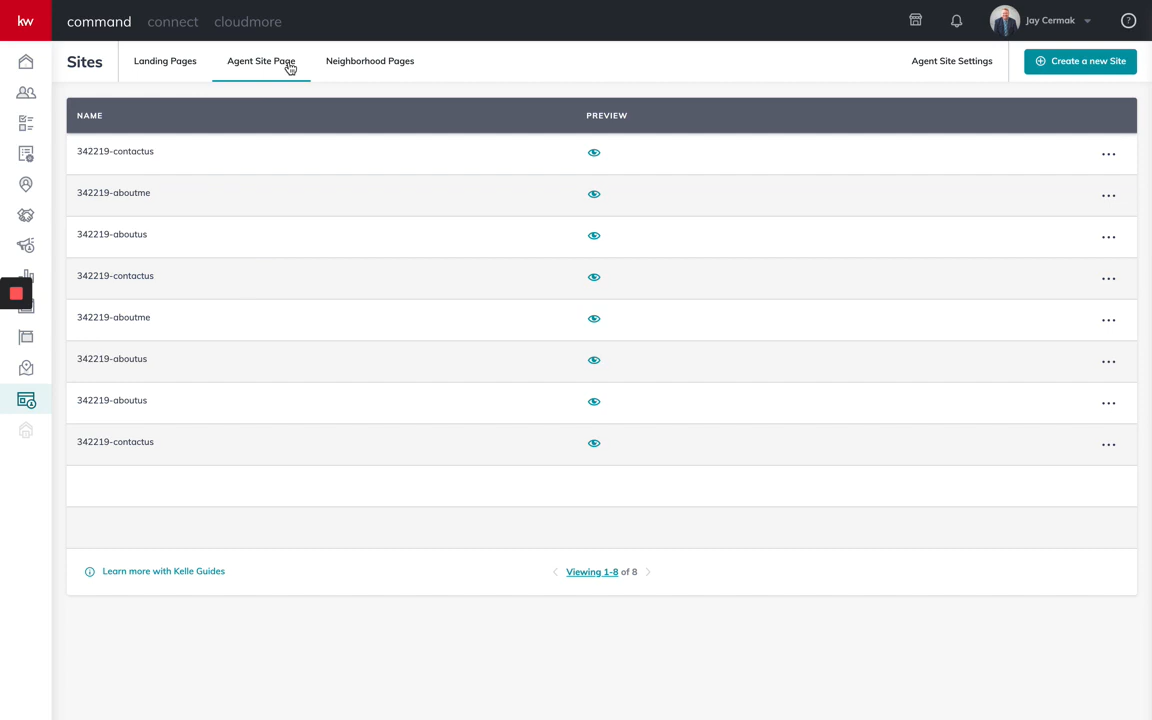 kw command connect cloudmore Jay Cermak ?
Sites Landing Pages Agent Site Page Neighborhood Pages Agent Site Settings Create a new Site
NAME PREVIEW
342219-contactus
342219-aboutme
342219-aboutus
342219-contactus
342219-aboutme
342219-aboutus
342219-aboutus
342219-contactus
Learn more with Kelle Guides Viewing 1-8 of 8